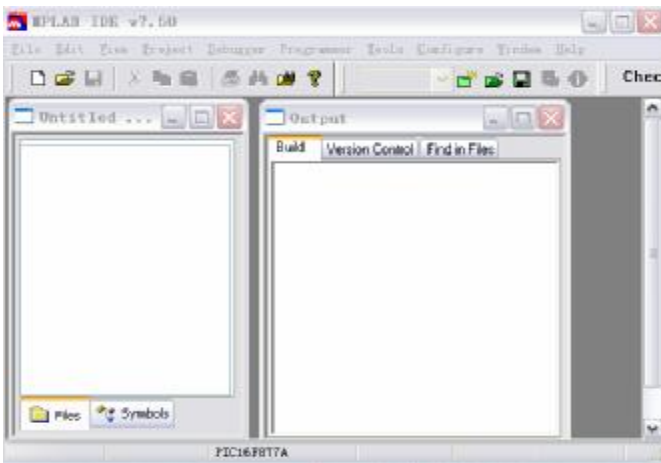 MPLAB IDE v7.50
File Edit View Project Debugger Programmer Tools Configure Window Help
Chec
Untitled ...
Output
Build Version Control Find in Files
Files Symbols
PIC16F877A